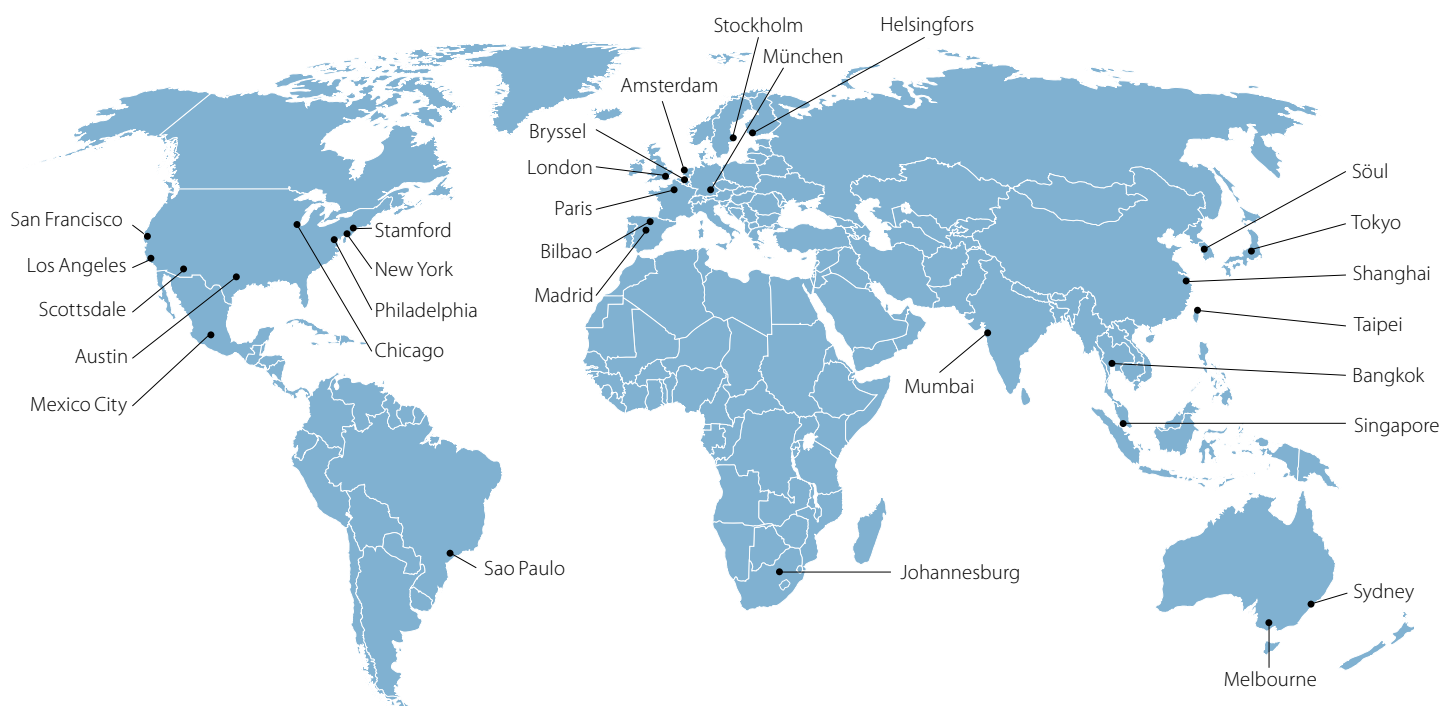 Stockholm
Helsingfors
München
Amsterdam
Bryssel
London
Paris
Bilbao
Madrid
San Francisco
Los Angeles
Scottsdale
Austin
Mexico City
Stamford
New York
Philadelphia
Chicago
Sao Paulo
Johannesburg
Mumbai
Söul
Tokyo
Shanghai
Taipei
Bangkok
Singapore
Sydney
Melbourne